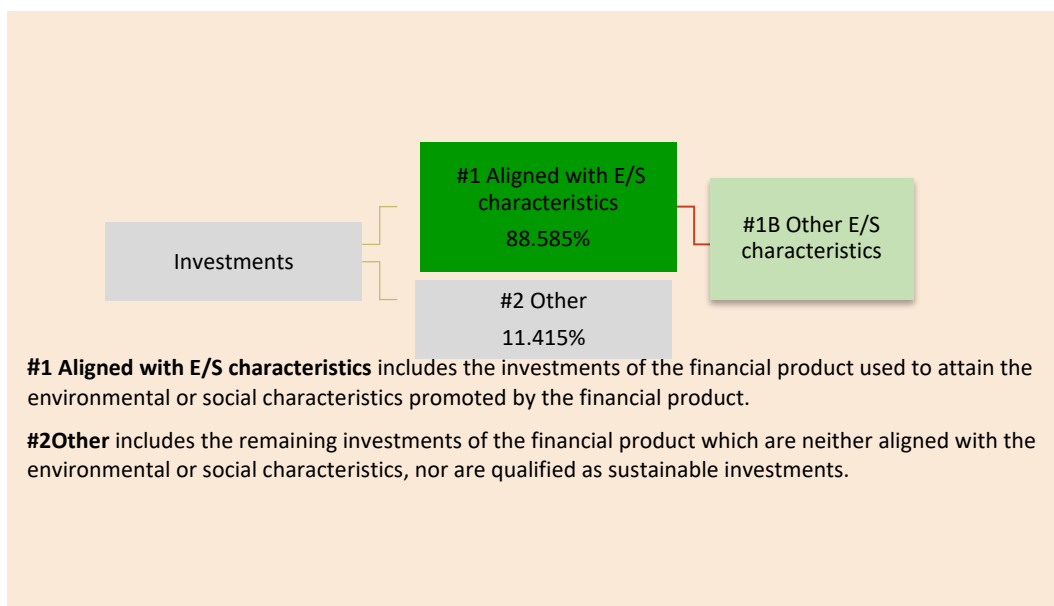 #1 Aligned with E/S
characteristics
88.585%
#1B Other E/S
characteristics
Investments
#2 Other
11.415%
#1 Aligned with E/S characteristics includes the investments of the financial product used to attain the
environmental or social characteristics promoted by the financial product.
#2Other includes the remaining investments of the financial product which are neither aligned with the
environmental or social characteristics, nor are qualified as sustainable investments.